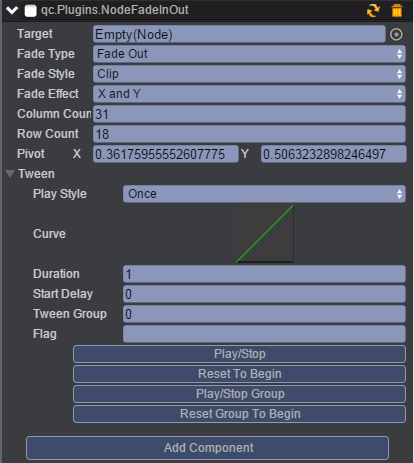 qc.Plugins.NodeFadeInOut
Target Empty(Node)
Fade Type Fade Out
Fade Style Clip
Fade Effect X and Y
Column Coun 31
Row Count 18
Pivot X 0.36175955552607775 Y 0.5063232898246497
Tween
Play Style Once
Curve
Duration 1
Start Delay 0
Tween Group 0
Flag
Play/Stop
Reset To Begin
Play/Stop Group
Reset Group To Begin
Add Component